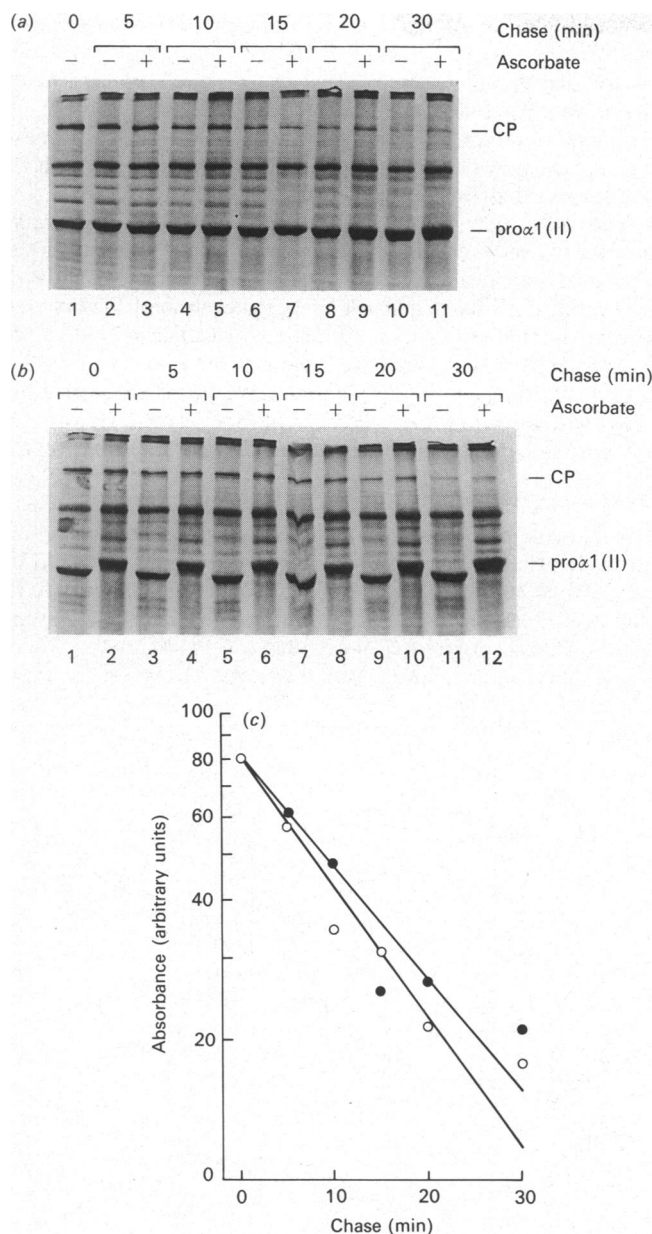 (a) 0 5 10 15 20 30 Chase (min)
– – + – + – + – + – + Ascorbate
– CP
– proα1(II)
1 2 3 4 5 6 7 8 9 10 11
(b) 0 5 10 15 20 30 Chase (min)
– + – + – + – + – + – + Ascorbate
– CP
– proα1(II)
1 2 3 4 5 6 7 8 9 10 11 12
(c)
100
80
60
40
20
0
Absorbance (arbitrary units)
0 10 20 30
Chase (min)